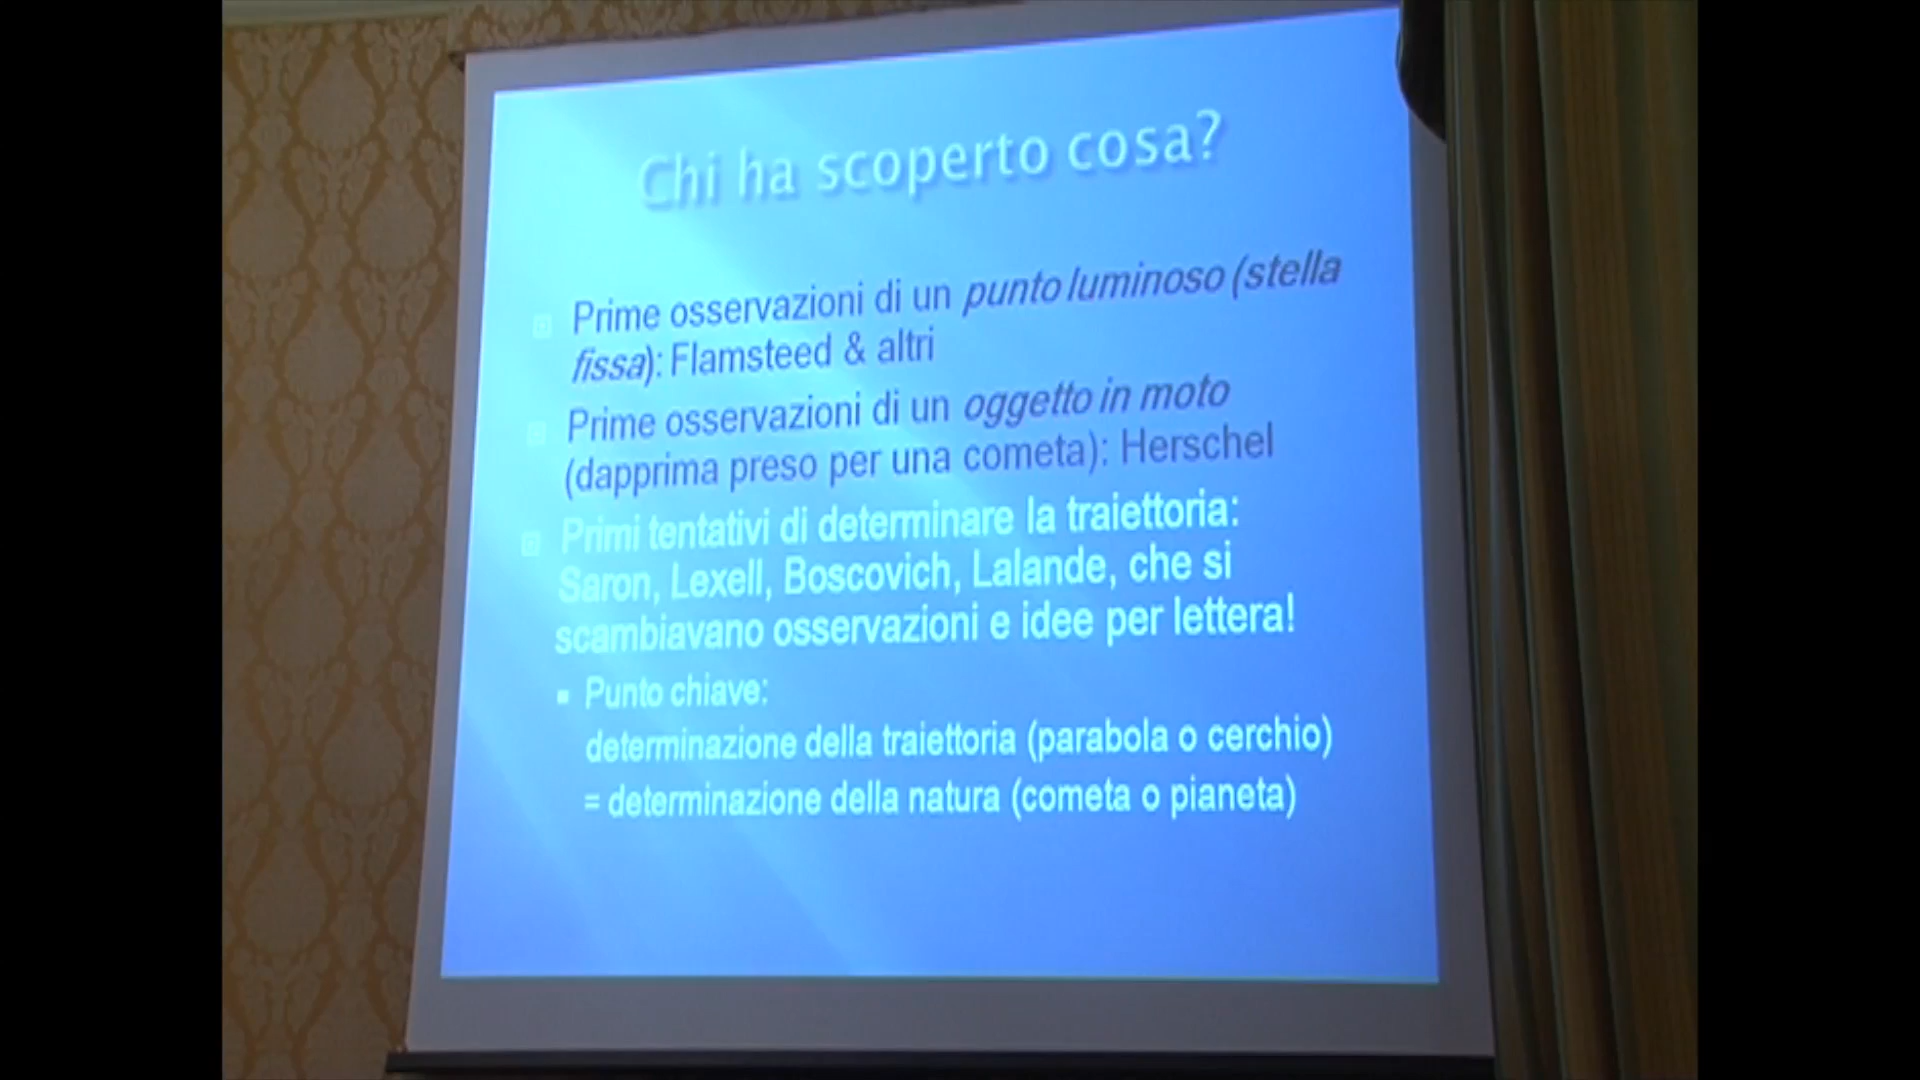 Chi ha scoperto cosa?
Prime osservazioni di un punto luminoso (stella
fissa): Flamsteed & altri
Prime osservazioni di un oggetto in moto
(dapprima preso per una cometa): Herschel
Primi tentativi di determinare la traiettoria:
Saron, Lexell, Boscovich, Lalande, che si
scambiavano osservazioni e idee per lettera!
Punto chiave:
determinazione della traiettoria (parabola o cerchio)
= determinazione della natura (cometa o pianeta)